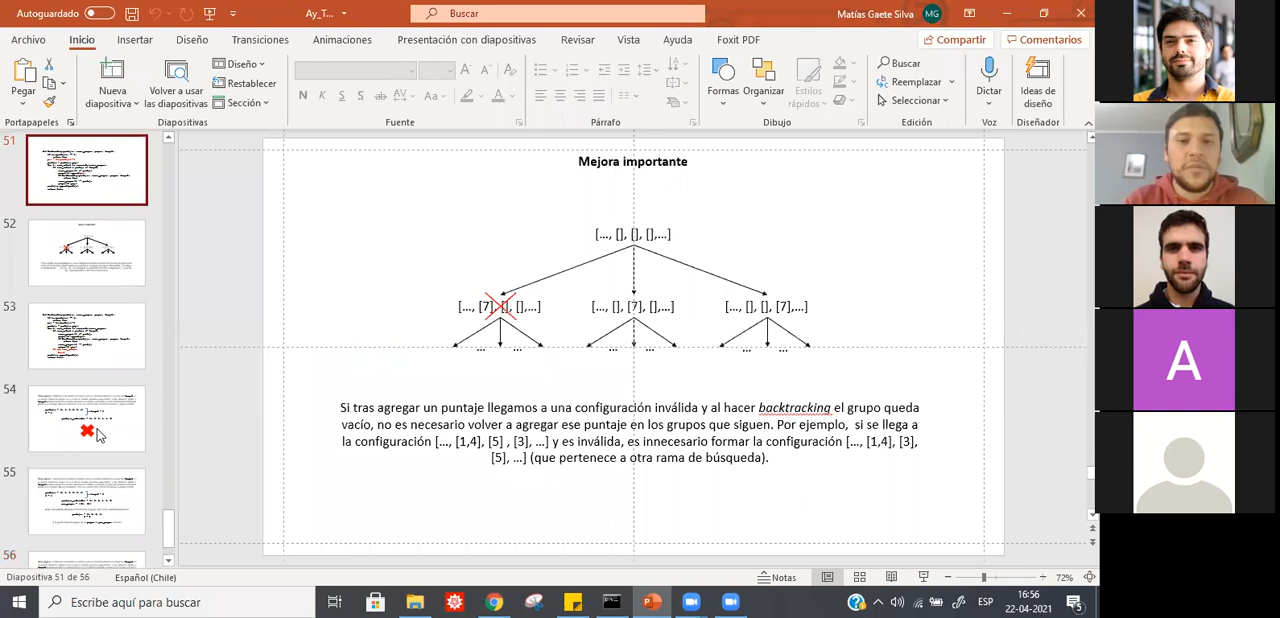 Autoguardado
Ay_T...
Buscar
Matías Gaete Silva
MG
Archivo Inicio Insertar Diseño Transiciones Animaciones Presentación de diapositivas Revisar Vista Ayuda Foxit PDF
Compartir
Comentarios
Pegar
Nueva diapositiva
Volver a usar las diapositivas
Diseño
Restablecer
Sección
N K S S ab AV Aa A
Formas
Organizar
Estilos rápidos
Buscar
Reemplazar
Seleccionar
Dictar
Ideas de diseño
Portapapeles Diapositivas Fuente Párrafo Dibujo Edición Voz Diseñador
51
52
53
54
55
56
Mejora importante
[..., [], [], [],...]
[..., [7], [], [],...] [..., [], [7], [],...] [..., [], [], [7],...]
... ... ... ... ... ...
Si tras agregar un puntaje llegamos a una configuración inválida y al hacer backtracking el grupo queda
vacío, no es necesario volver a agregar ese puntaje en los grupos que siguen. Por ejemplo, si se llega a
la configuración [..., [1,4], [5] , [3], ...] y es inválida, es innecesario formar la configuración [..., [1,4], [3],
[5], ...] (que pertenece a otra rama de búsqueda).
A
Diapositiva 51 de 56 Español (Chile) Notas 72%
Escribe aquí para buscar
ESP
16:56
22-04-2021
5